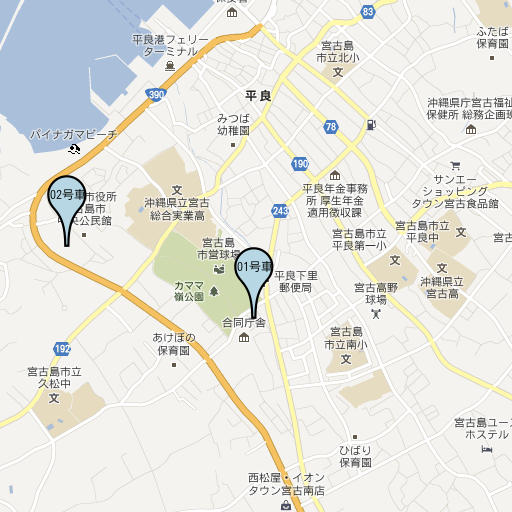 保安署
83
ふたば
保育園
平良港フェリー
ターミナル
宮古島
市立北小
390
平良
沖縄県庁宮古福祉
保健所 総務企画班
みつば
幼稚園
78
パイナガマビーチ
190
サンエー
ショッピング
タウン宮古食品館
平良年金事務
所 厚生年金
適用徴収課
02号車
市役所
古島市
中央公民館
沖縄県立宮古
総合実業高
243
宮古島市立
平良第一小
宮古島市立
平良中
宮古島
市営球場
01号車
カママ
嶺公園
平良下里
郵便局
沖縄県立
宮古高
宮古高野
球場
合同庁舎
宮古島
市立南小
192
あけぼの
保育園
宮古島市立
久松中
宮古島ユース
ホステル
ひばり
保育園
西松屋・イオン
タウン宮古南店